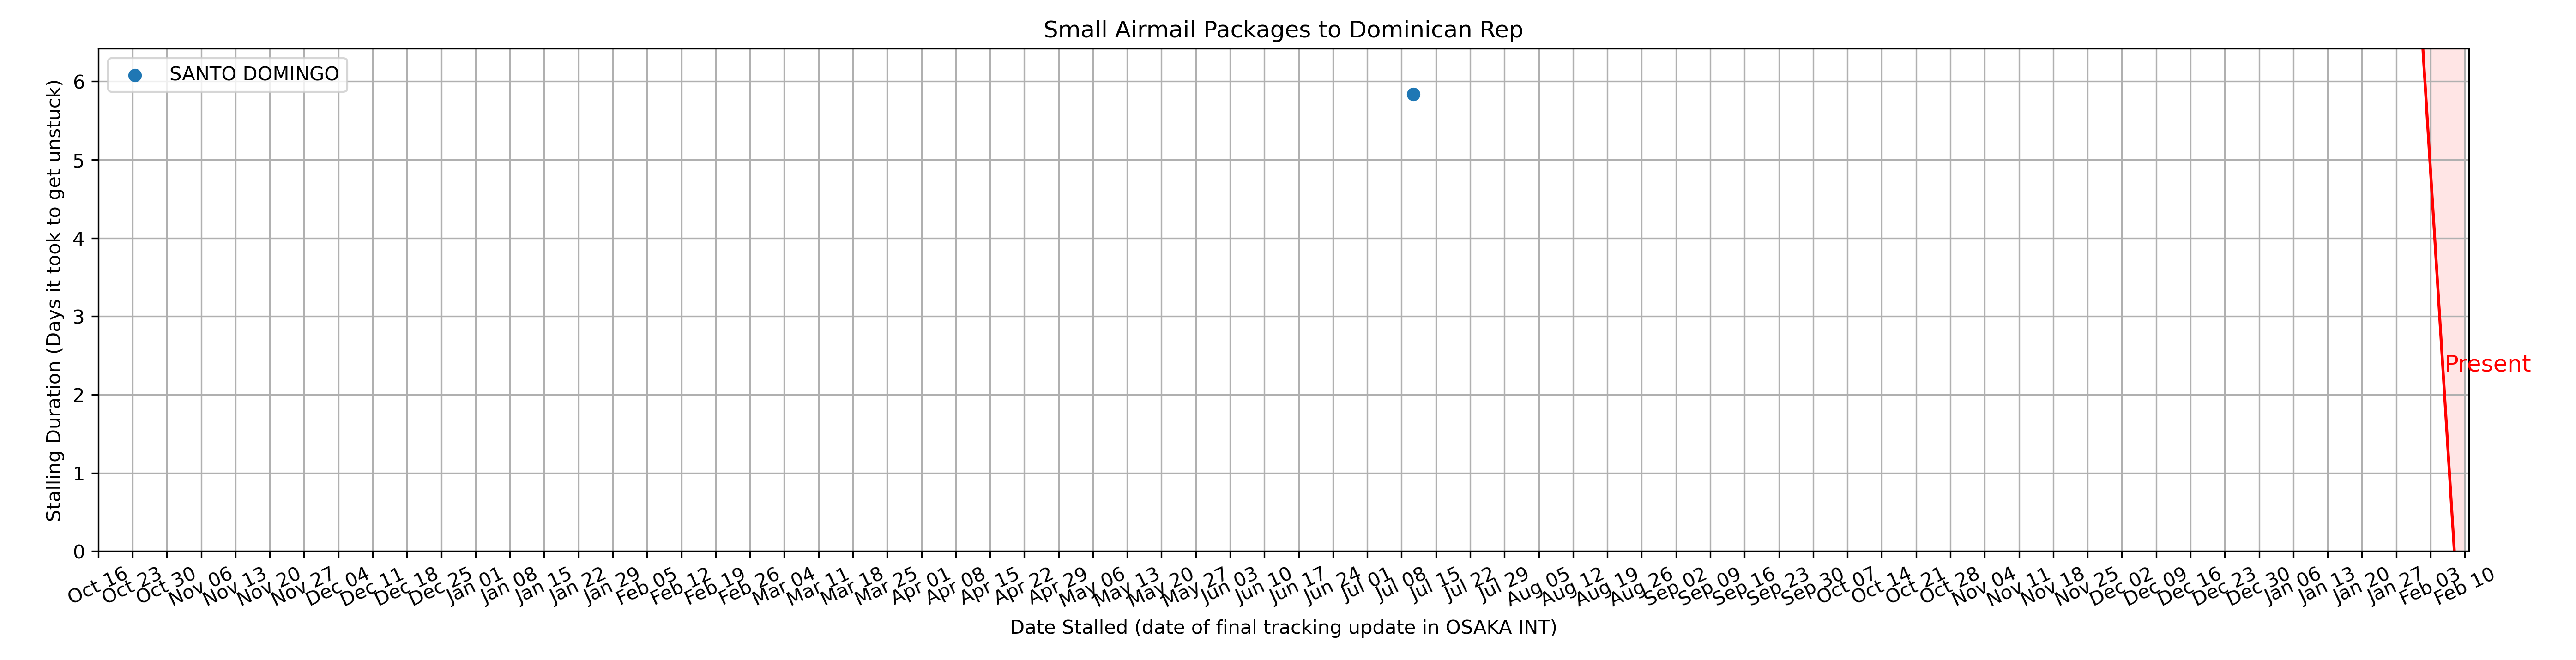 Small Airmail Packages to Dominican Rep
SANTO DOMINGO
Stalling Duration (Days it took to get unstuck)
6
5
4
3
2
1
0
Present
Oct 16 Oct 23 Oct 30 Nov 06 Nov 13 Nov 20 Nov 27 Dec 04 Dec 11 Dec 18 Dec 25 Jan 01 Jan 08 Jan 15 Jan 22 Jan 29 Feb 05 Feb 12 Feb 19 Feb 26 Mar 04 Mar 11 Mar 18 Mar 25 Apr 01 Apr 08 Apr 15 Apr 22 Apr 29 May 06 May 13 May 20 May 27 Jun 03 Jun 10 Jun 17 Jun 24 Jul 01 Jul 08 Jul 15 Jul 22 Jul 29 Aug 05 Aug 12 Aug 19 Aug 26 Sep 02 Sep 09 Sep 16 Sep 23 Sep 30 Oct 07 Oct 14 Oct 21 Oct 28 Nov 04 Nov 11 Nov 18 Nov 25 Dec 02 Dec 09 Dec 16 Dec 23 Dec 30 Jan 06 Jan 13 Jan 20 Jan 27 Feb 03 Feb 10
Date Stalled (date of final tracking update in OSAKA INT)